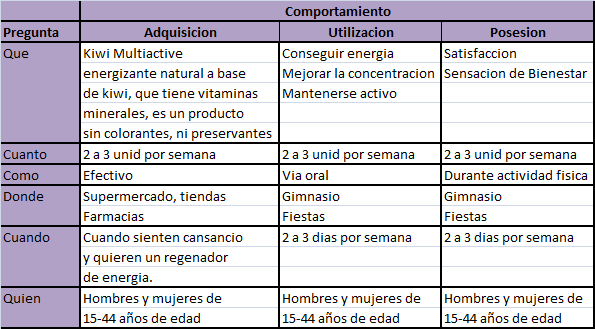 Comportamiento
Pregunta Adquisicion Utilizacion Posesion
Que Kiwi Multiactive Conseguir energia Satisfaccion
energizante natural a base Mejorar la concentracion Sensacion de Bienestar
de kiwi, que tiene vitaminas Mantenerse activo
minerales, es un producto
sin colorantes, ni preservantes
Cuanto 2 a 3 unid por semana 2 a 3 unid por semana 2 a 3 unid por semana
Como Efectivo Via oral Durante actividad fisica
Donde Supermercado, tiendas Gimnasio Gimnasio
Farmacias Fiestas Fiestas
Cuando Cuando sienten cansancio 2 a 3 dias por semana 2 a 3 dias por semana
y quieren un regenador
de energia.
Quien Hombres y mujeres de Hombres y mujeres de Hombres y mujeres de
15-44 años de edad 15-44 años de edad 15-44 años de edad